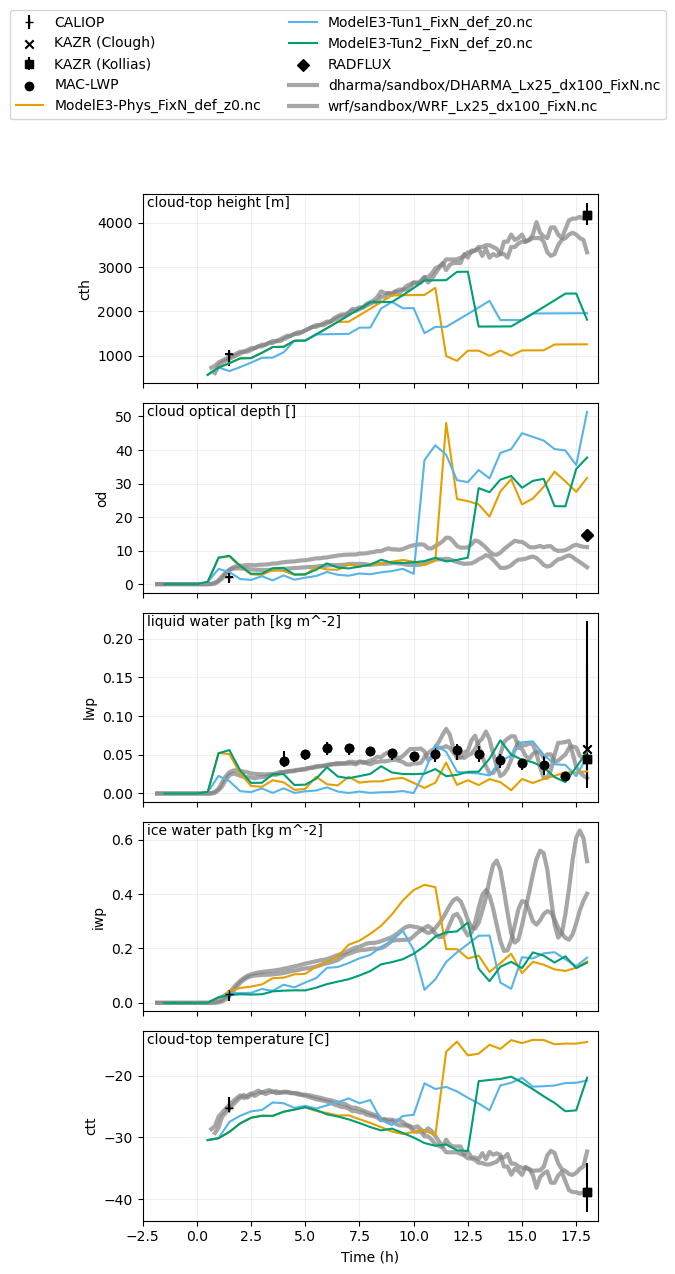 CALIOP
KAZR (Clough)
KAZR (Kollias)
MAC-LWP
ModelE3-Phys_FixN_def_z0.nc
ModelE3-Tun1_FixN_def_z0.nc
ModelE3-Tun2_FixN_def_z0.nc
RADFLUX
dharma/sandbox/DHARMA_Lx25_dx100_FixN.nc
wrf/sandbox/WRF_Lx25_dx100_FixN.nc
cloud-top height [m]
4000
3000
2000
1000
cth
cloud optical depth []
50
40
30
20
10
0
od
liquid water path [kg m^-2]
0.20
0.15
0.10
0.05
0.00
lwp
ice water path [kg m^-2]
0.6
0.4
0.2
0.0
iwp
cloud-top temperature [C]
−20
−30
−40
ctt
−2.5 0.0 2.5 5.0 7.5 10.0 12.5 15.0 17.5
Time (h)